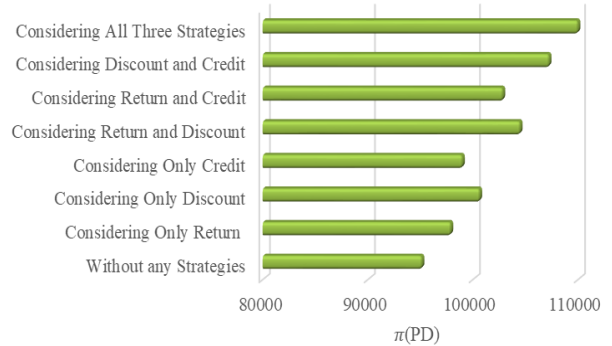 Considering All Three Strategies
Considering Discount and Credit
Considering Return and Credit
Considering Return and Discount
Considering Only Credit
Considering Only Discount
Considering Only Return
Without any Strategies
80000 90000 100000 110000
π(PD)